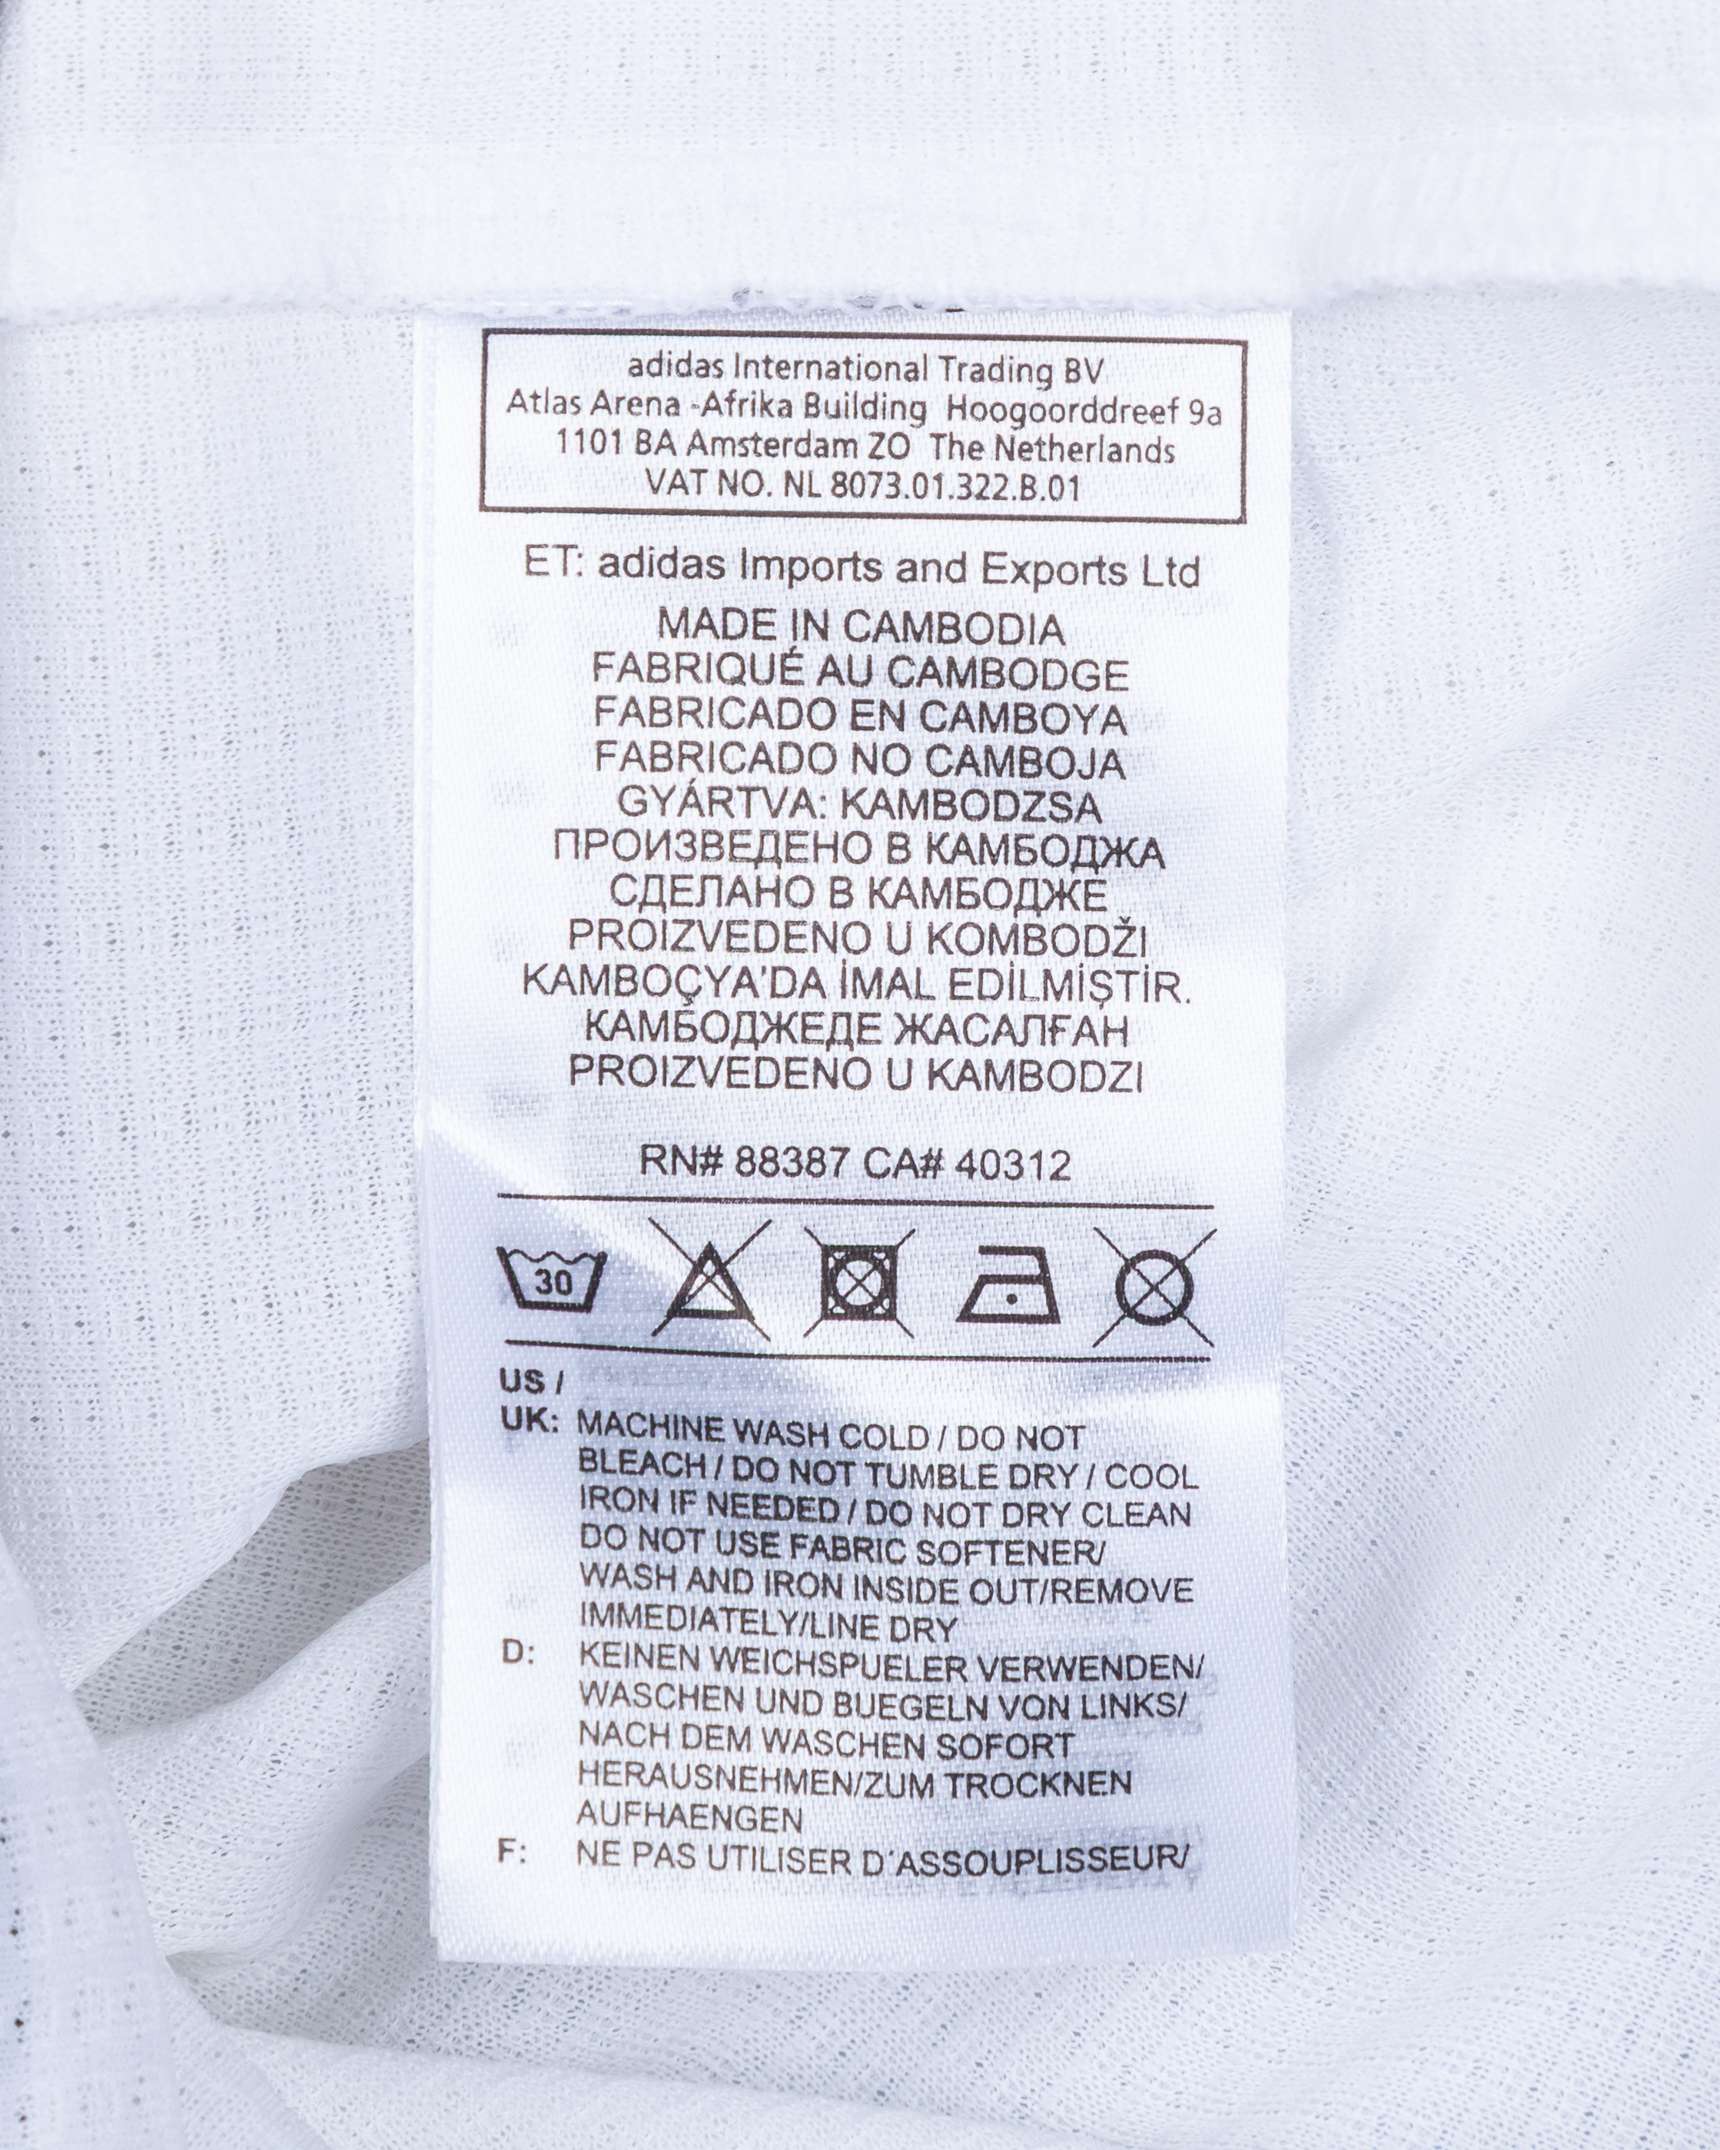 adidas International Trading BV
Atlas Arena -Afrika Building Hoogoorddreef 9a
1101 BA Amsterdam ZO The Netherlands
VAT NO. NL 8073.01.322.B.01
ET: adidas Imports and Exports Ltd
MADE IN CAMBODIA
FABRIQUÉ AU CAMBODGE
FABRICADO EN CAMBOYA
FABRICADO NO CAMBOJA
GYÁRTVA: KAMBODZSA
ПРОИЗВЕДЕНО В КАМБОДЖА
СДЕЛАНО В КАМБОДЖЕ
PROIZVEDENO U KOMBODŽI
KAMBOÇYA'DA İMAL EDİLMİŞTİR.
КАМБОДЖЕДЕ ЖАСАЛҒАН
PROIZVEDENO U KAMBODZI
RN# 88387 CA# 40312
30
US /
UK: MACHINE WASH COLD / DO NOT
BLEACH / DO NOT TUMBLE DRY / COOL
IRON IF NEEDED / DO NOT DRY CLEAN
DO NOT USE FABRIC SOFTENER/
WASH AND IRON INSIDE OUT/REMOVE
IMMEDIATELY/LINE DRY
D: KEINEN WEICHSPUELER VERWENDEN/
WASCHEN UND BUEGELN VON LINKS/
NACH DEM WASCHEN SOFORT
HERAUSNEHMEN/ZUM TROCKNEN
AUFHAENGEN
F: NE PAS UTILISER D'ASSOUPLISSEUR/